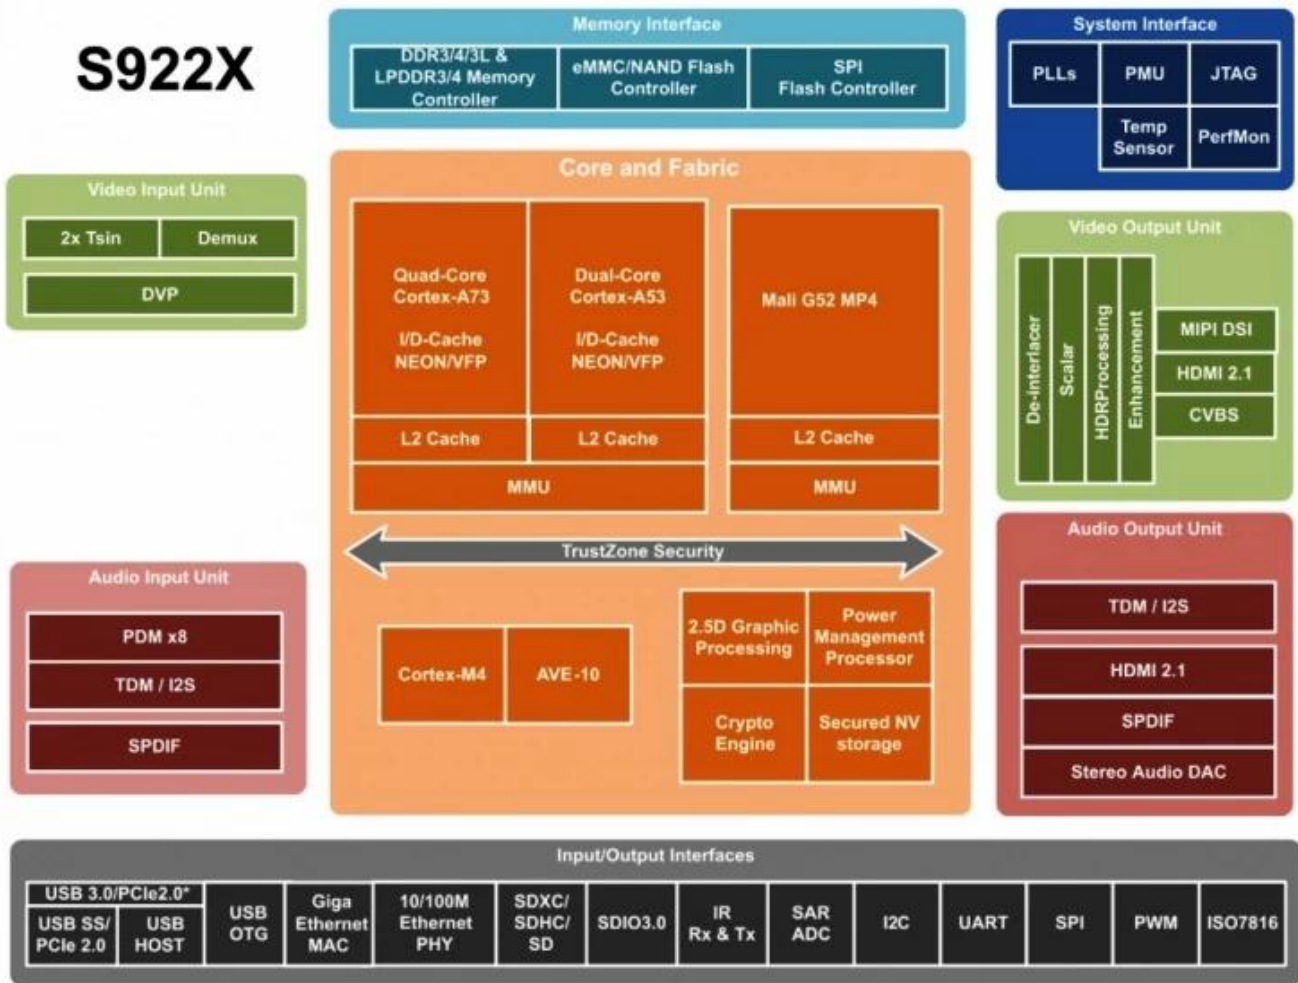 S922X
Memory Interface
DDR3/4/3L &
LPDDR3/4 Memory
Controller
eMMC/NAND Flash
Controller
SPI
Flash Controller
System Interface
PLLs
PMU
JTAG
Temp
Sensor
PerfMon
Video Input Unit
2x Tsin
Demux
DVP
Core and Fabric
Quad-Core
Cortex-A73
I/D-Cache
NEON/VFP
Dual-Core
Cortex-A53
I/D-Cache
NEON/VFP
Mali G52 MP4
L2 Cache
L2 Cache
L2 Cache
MMU
MMU
TrustZone Security
Cortex-M4
AVE-10
2.5D Graphic
Processing
Power
Management
Processor
Crypto
Engine
Secured NV
storage
Video Output Unit
De-interlacer
Scalar
HDRProcessing
Enhancement
MIPI DSI
HDMI 2.1
CVBS
Audio Input Unit
PDM x8
TDM / I2S
SPDIF
Audio Output Unit
TDM / I2S
HDMI 2.1
SPDIF
Stereo Audio DAC
Input/Output Interfaces
USB 3.0/PCIe2.0*
USB SS/
PCIe 2.0
USB
HOST
USB
OTG
Giga
Ethernet
MAC
10/100M
Ethernet
PHY
SDXC/
SDHC/
SD
SDIO3.0
IR
Rx & Tx
SAR
ADC
I2C
UART
SPI
PWM
ISO7816